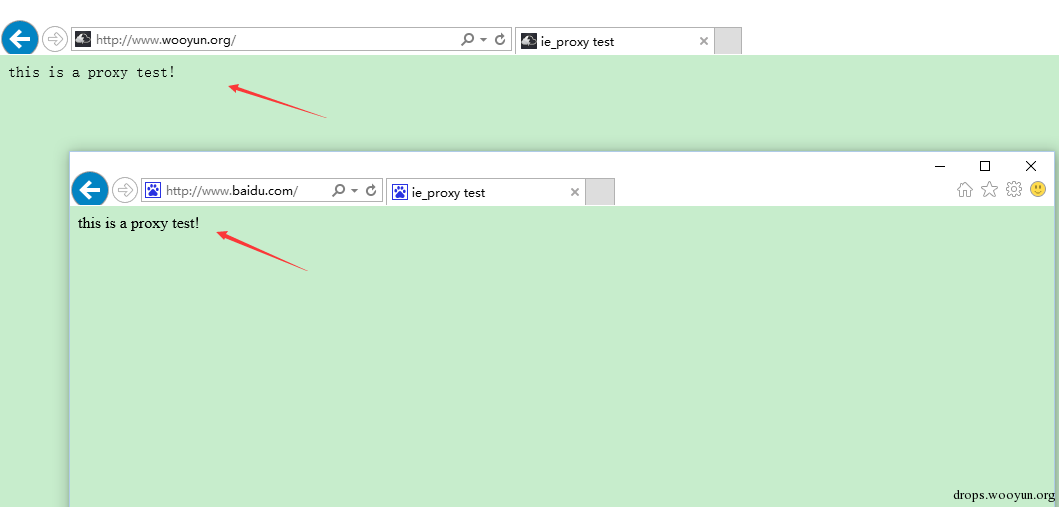 http://www.wooyun.org/
ie_proxy test
this is a proxy test!
http://www.baidu.com/
ie_proxy test
this is a proxy test!
drops.wooyun.org